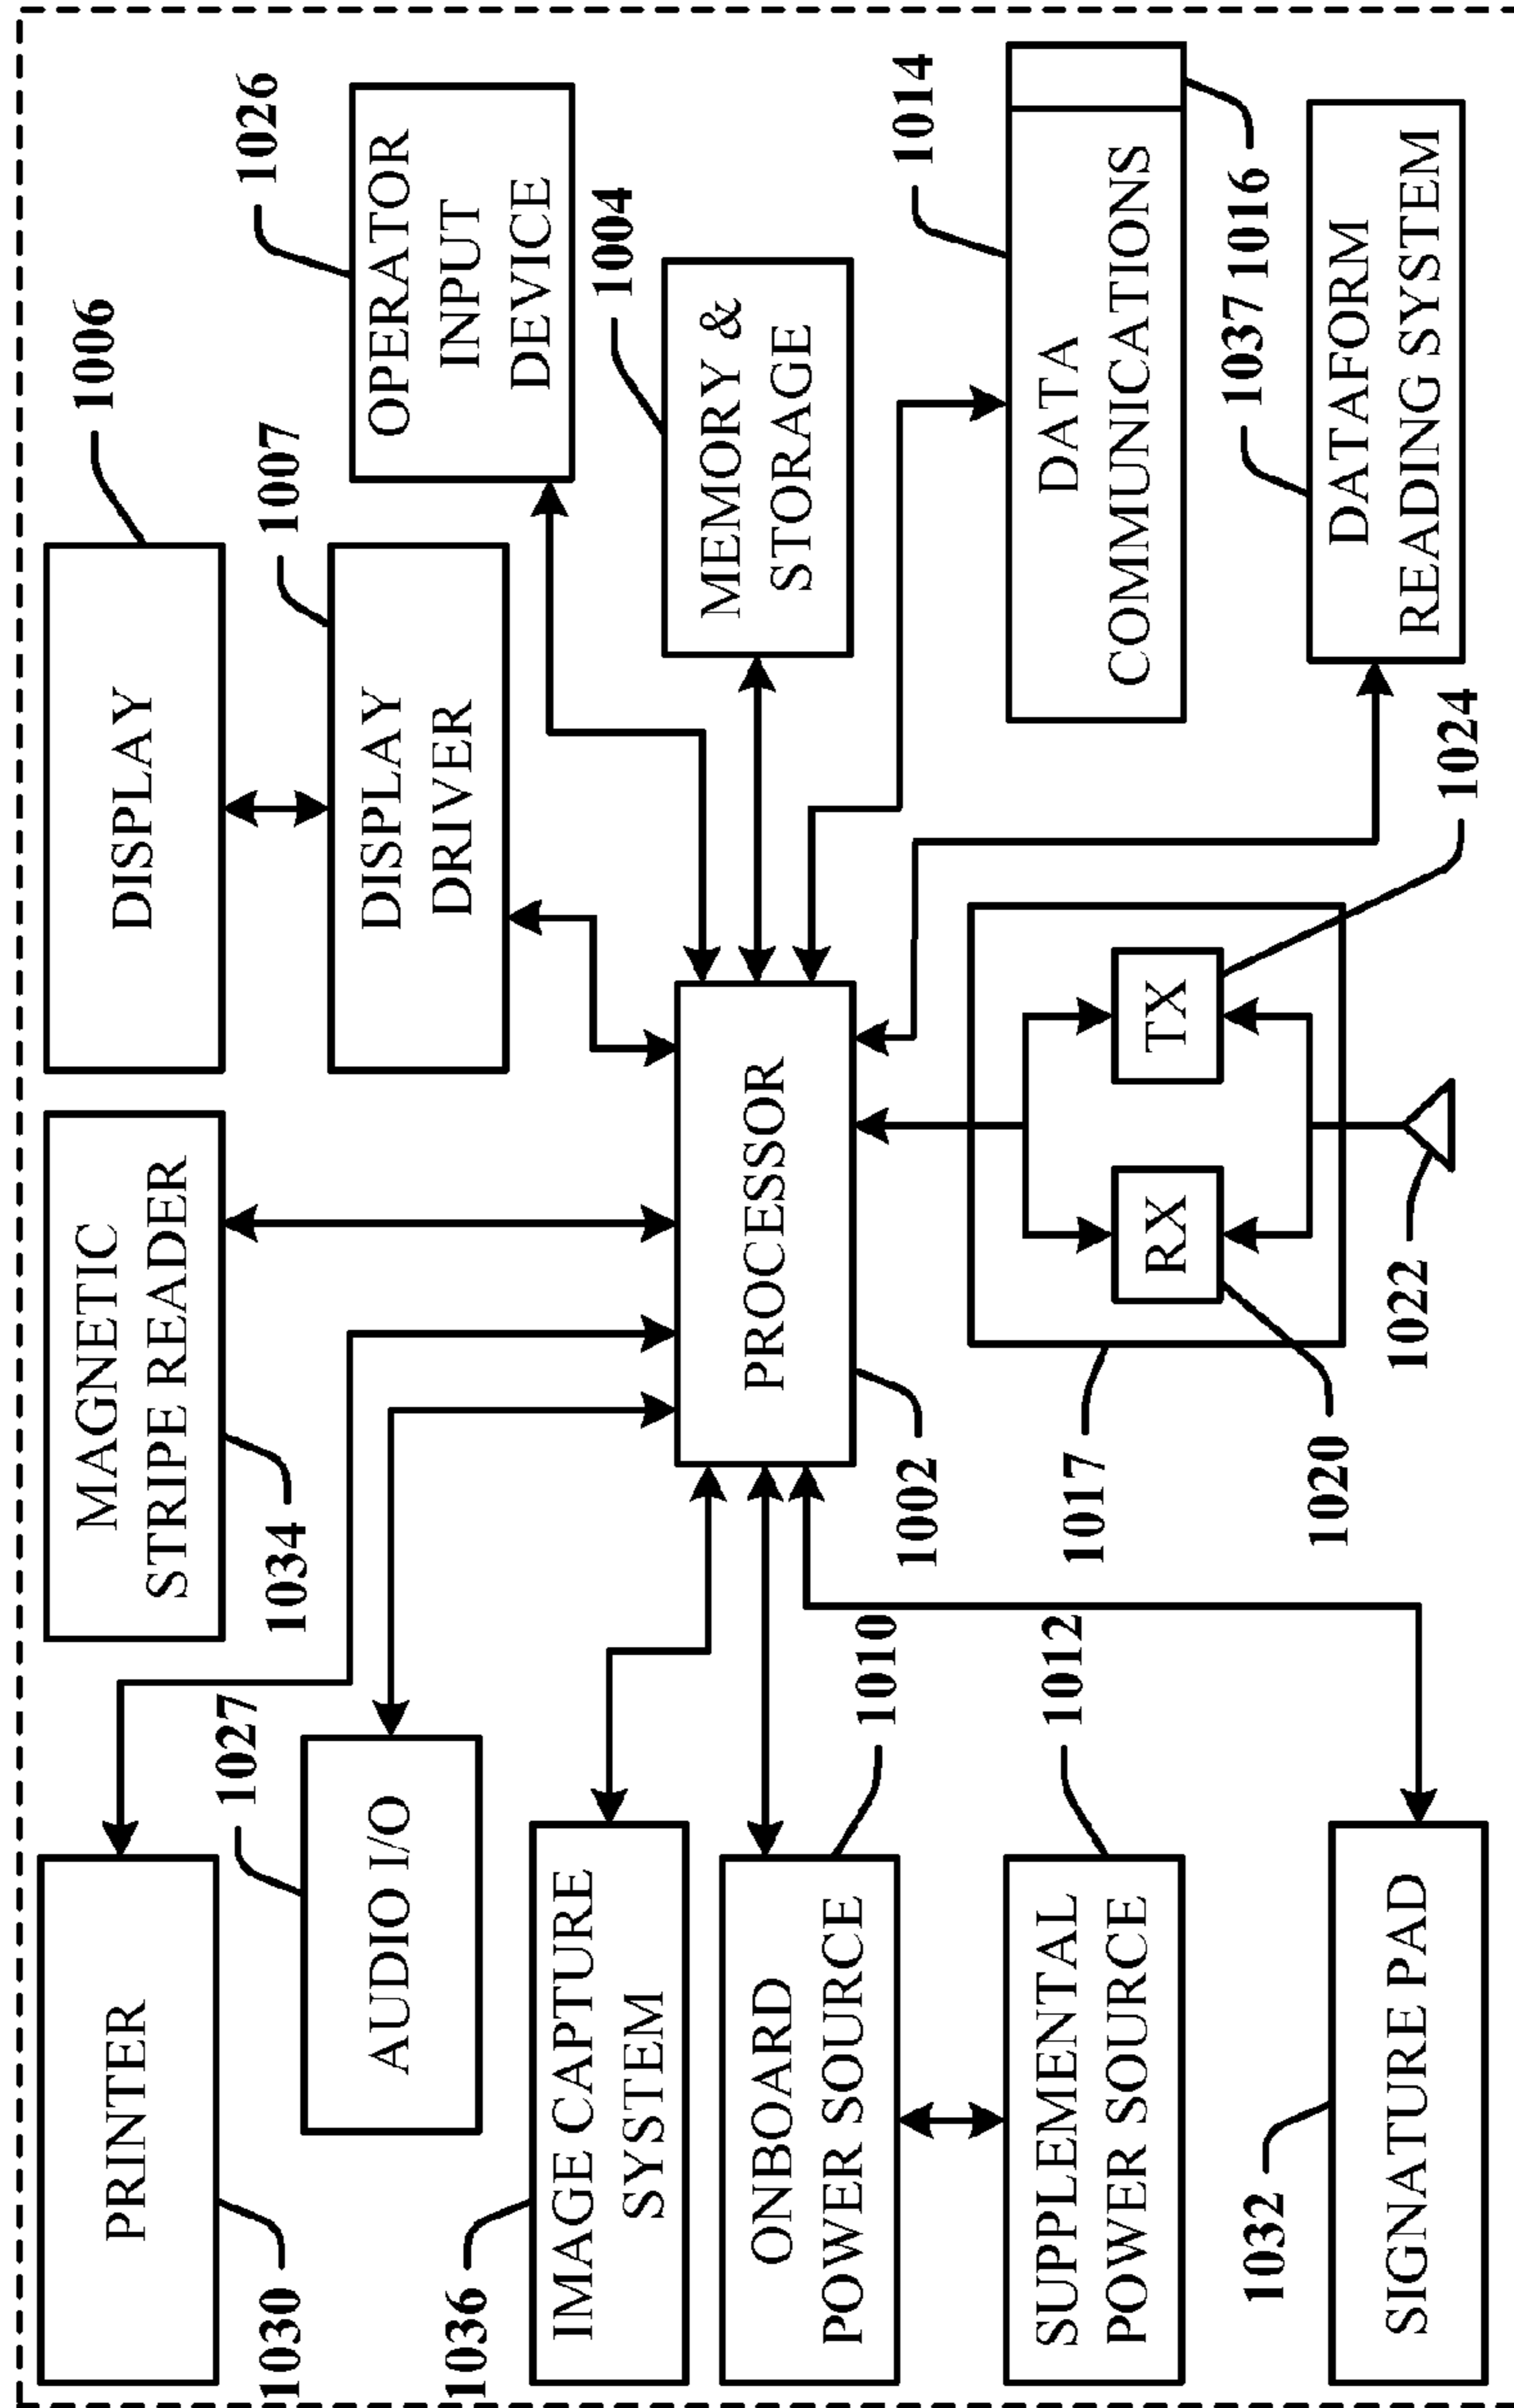 PRINTER
1030
MAGNETIC
STRIPE READER
1034
DISPLAY
1006
1027
AUDIO I/O
DISPLAY
DRIVER
1007
OPERATOR
INPUT
DEVICE
1026
1036
IMAGE CAPTURE
SYSTEM
MEMORY &
STORAGE
1004
ONBOARD
POWER SOURCE
1010
PROCESSOR
1002
SUPPLEMENTAL
POWER SOURCE
1012
1017
RX
TX
1020
1022
1024
DATA
COMMUNICATIONS
1014
1016
1032
SIGNATURE PAD
1037
DATAFORM
READING SYSTEM